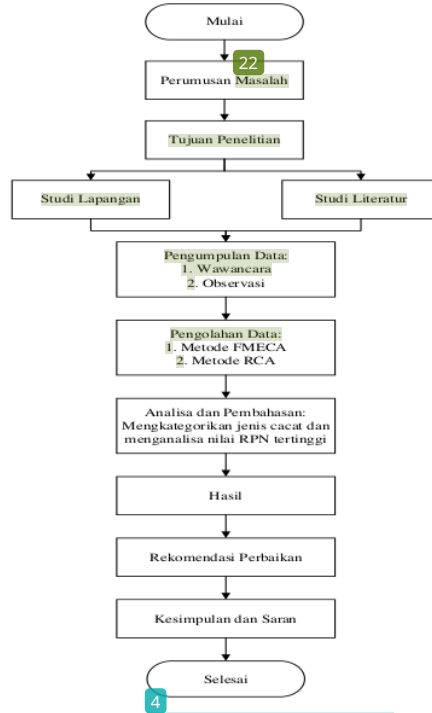 Mulai
22
Perumusan Masalah
Tujuan Penelitian
Studi Lapangan
Studi Literatur
Pengumpulan Data:
1. Wawancara
2. Observasi
Pengolahan Data:
1. Metode FMECA
2. Metode RCA
Analisa dan Pembahasan:
Mengkategorikan jenis cacat dan
menganalisa nilai RPN tertinggi
Hasil
Rekomendasi Perbaikan
Kesimpulan dan Saran
Selesai
4